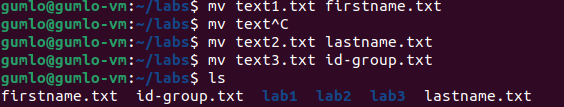 gumlo@gumlo-vm:~/labs$ mv text1.txt firstname.txt
gumlo@gumlo-vm:~/labs$ mv text^C
gumlo@gumlo-vm:~/labs$ mv text2.txt lastname.txt
gumlo@gumlo-vm:~/labs$ mv text3.txt id-group.txt
gumlo@gumlo-vm:~/labs$ ls
firstname.txt  id-group.txt  lab1  lab2  lab3  lastname.txt